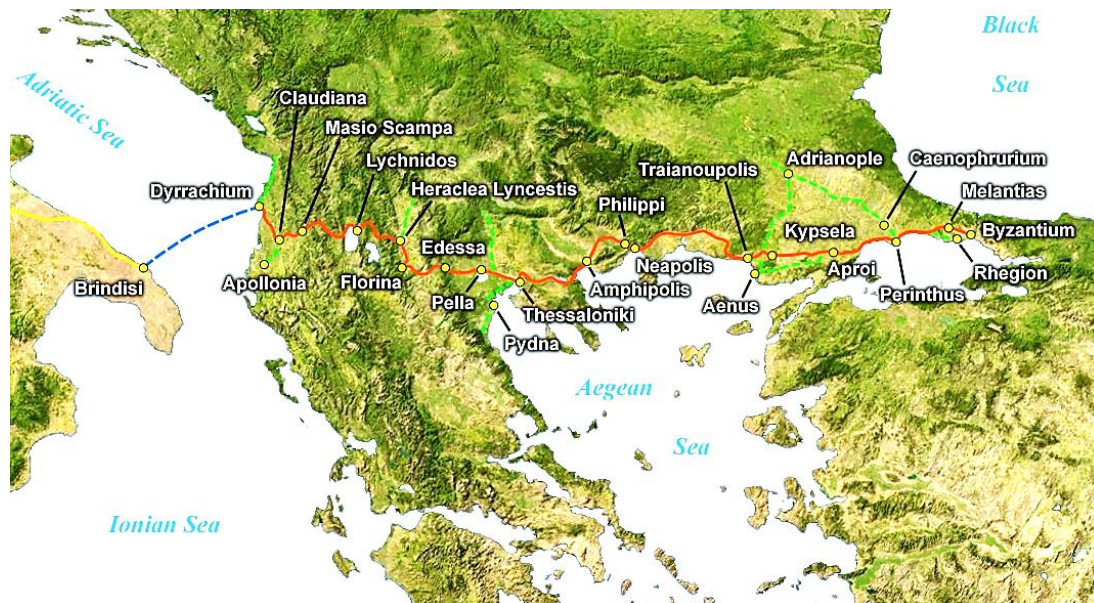 Black
Sea
Adriatic Sea
Claudiana
Masio Scampa
Lychnidos
Heraclea Lyncestis
Dyrrachium
Traianoupolis
Adrianople
Caenophrurium
Melantias
Philippi
Kypsela
Byzantium
Edessa
Brindisi
Apollonia
Florina
Pella
Neapolis
Amphipolis
Aproi
Rhegion
Aenus
Perinthus
Thessaloniki
Pydna
Aegean
Sea
Ionian Sea